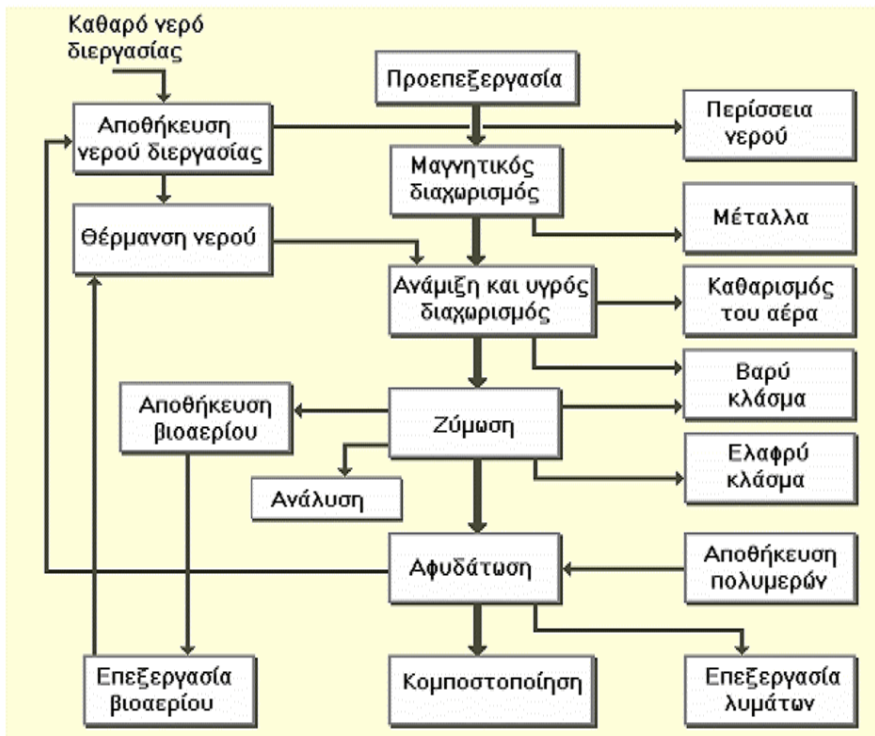 Καθαρό νερό
διεργασίας
Προεπεξεργασία
Αποθήκευση
νερού διεργασίας
Περίσσεια
νερού
Μαγνητικός
διαχωρισμός
Μέταλλα
Θέρμανση νερού
Ανάμιξη και υγρός
διαχωρισμός
Καθαρισμός
του αέρα
Βαρύ
κλάσμα
Αποθήκευση
βιοαερίου
Ζύμωση
Ελαφρύ
κλάσμα
Ανάλυση
Αφυδάτωση
Αποθήκευση
πολυμερών
Επεξεργασία
βιοαερίου
Κομποστοποίηση
Επεξεργασία
λυμάτων